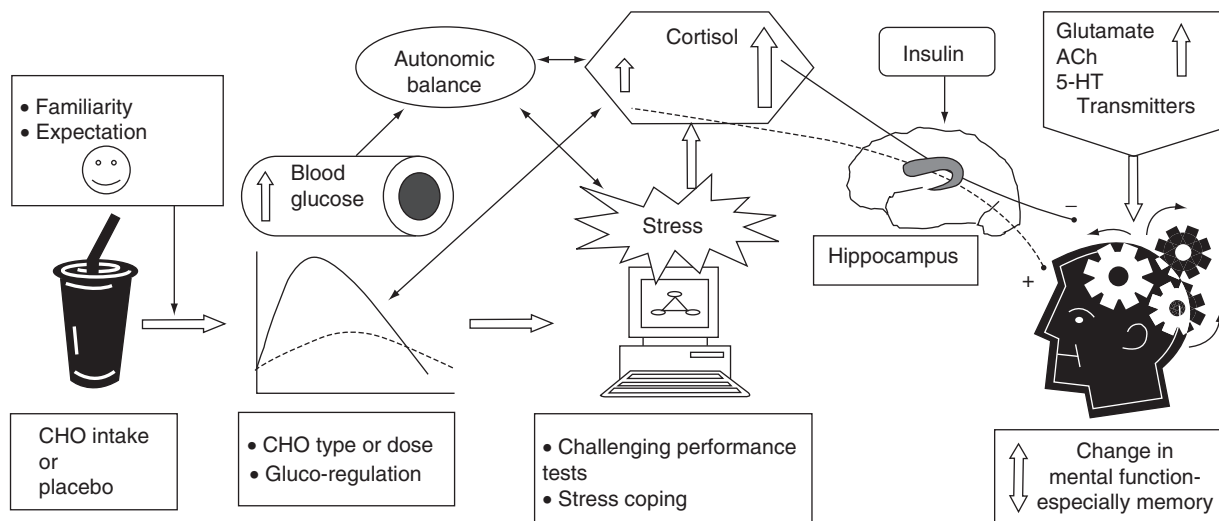 • Familiarity
• Expectation
Autonomic
balance
Blood
glucose
Cortisol
Stress
Insulin
Hippocampus
Glutamate
ACh
5-HT
Transmitters
–
+
CHO intake
or
placebo
• CHO type or dose
• Gluco-regulation
• Challenging performance
tests
• Stress coping
Change in
mental function-
especially memory